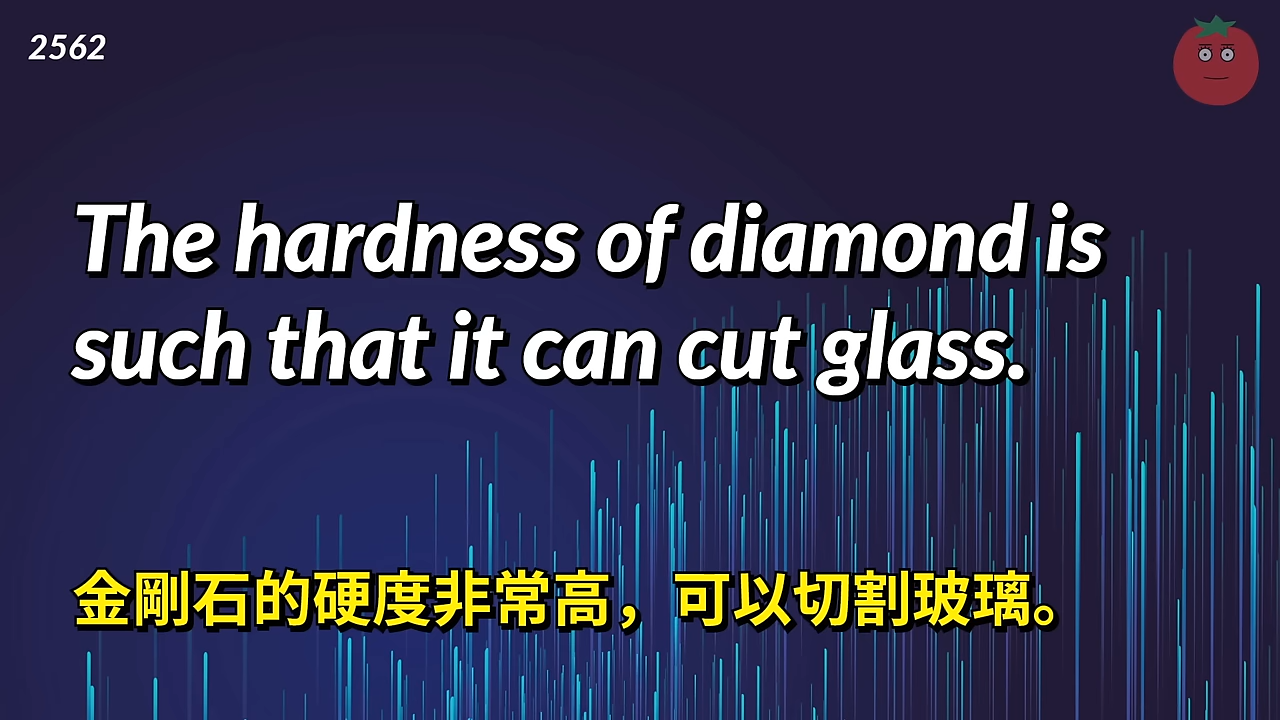 2562
The hardness of diamond is
such that it can cut glass.
金剛石的硬度非常高，可以切割玻璃。